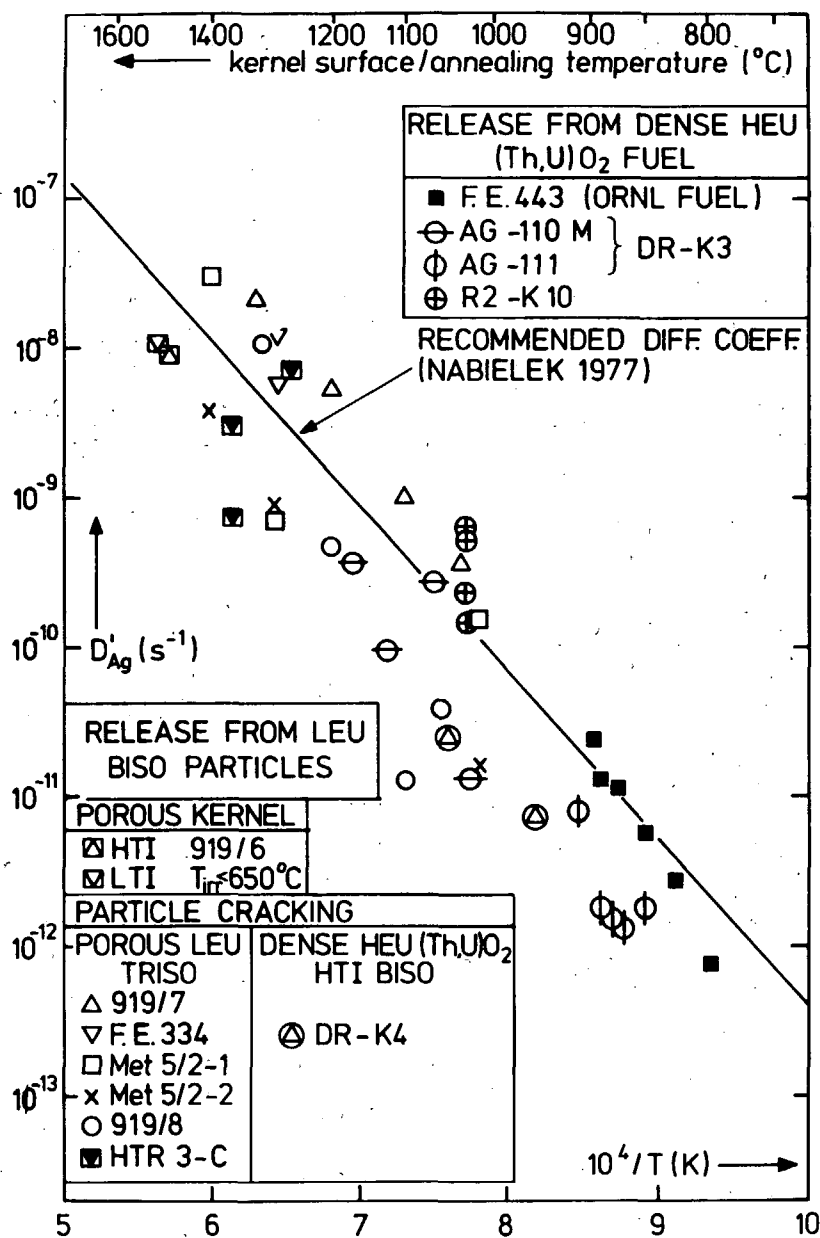 1600 1400 1200 1100 1000 900 800
kernel surface/annealing temperature (°C)
RELEASE FROM DENSE HEU
(Th,U)O₂ FUEL
■ F.E.443 (ORNL FUEL)
AG-110 M
AG-111
DR-K3
R2-K10
RECOMMENDED DIFF. COEFF.
(NABIELEK 1977)
10⁻⁷
10⁻⁸
10⁻⁹
10⁻¹⁰
10⁻¹¹
10⁻¹²
10⁻¹³
D'Ag (s⁻¹)
RELEASE FROM LEU
BISO PARTICLES
POROUS KERNEL
HTI 919/6
LTI Tirr≤650°C
PARTICLE CRACKING
POROUS LEU
TRISO
△ 919/7
▽ F.E.334
□ Met 5/2-1
× Met 5/2-2
○ 919/8
HTR 3-C
DENSE HEU (Th,U)O₂
HTI BISO
DR-K4
10⁴/T (K)
5 6 7 8 9 10